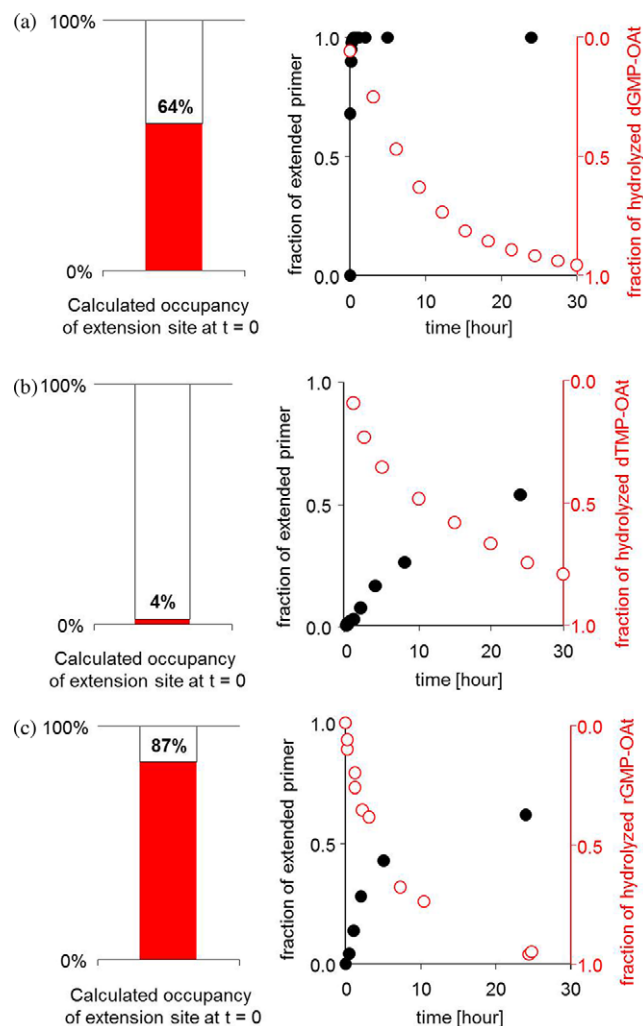 (a)
100%
64%
0%
Calculated occupancy
of extension site at t = 0
fraction of extended primer
1.0
0.5
0.0
0
10
20
30
time [hour]
0.0
0.5
1.0
fraction of hydrolyzed dGMP-OAt
(b)
100%
4%
0%
Calculated occupancy
of extension site at t = 0
fraction of extended primer
1.0
0.5
0.0
0
10
20
30
time [hour]
0.0
0.5
1.0
fraction of hydrolyzed dTMP-OAt
(c)
100%
87%
0%
Calculated occupancy
of extension site at t = 0
fraction of extended primer
1.0
0.5
0.0
0
10
20
30
time [hour]
0.0
0.5
1.0
fraction of hydrolyzed rGMP-OAt